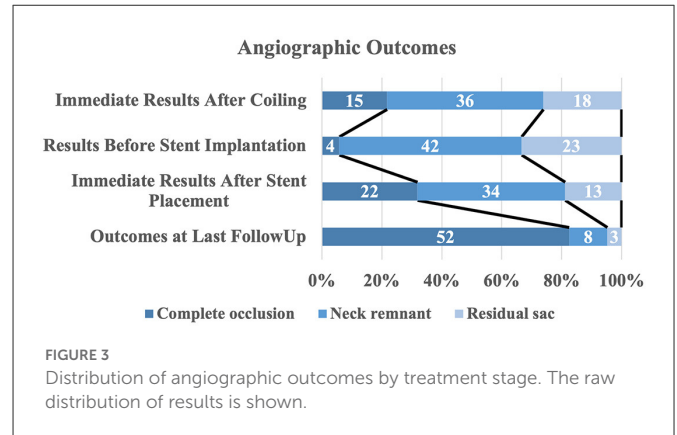 Angiographic Outcomes
Immediate Results After Coiling
15 36 18
Results Before Stent Implantation
4 42 23
Immediate Results After Stent
Placement
22 34 13
Outcomes at Last FollowUp
52 8 3
0% 20% 40% 60% 80% 100%
Complete occlusion Neck remnant Residual sac
FIGURE 3
Distribution of angiographic outcomes by treatment stage. The raw
distribution of results is shown.